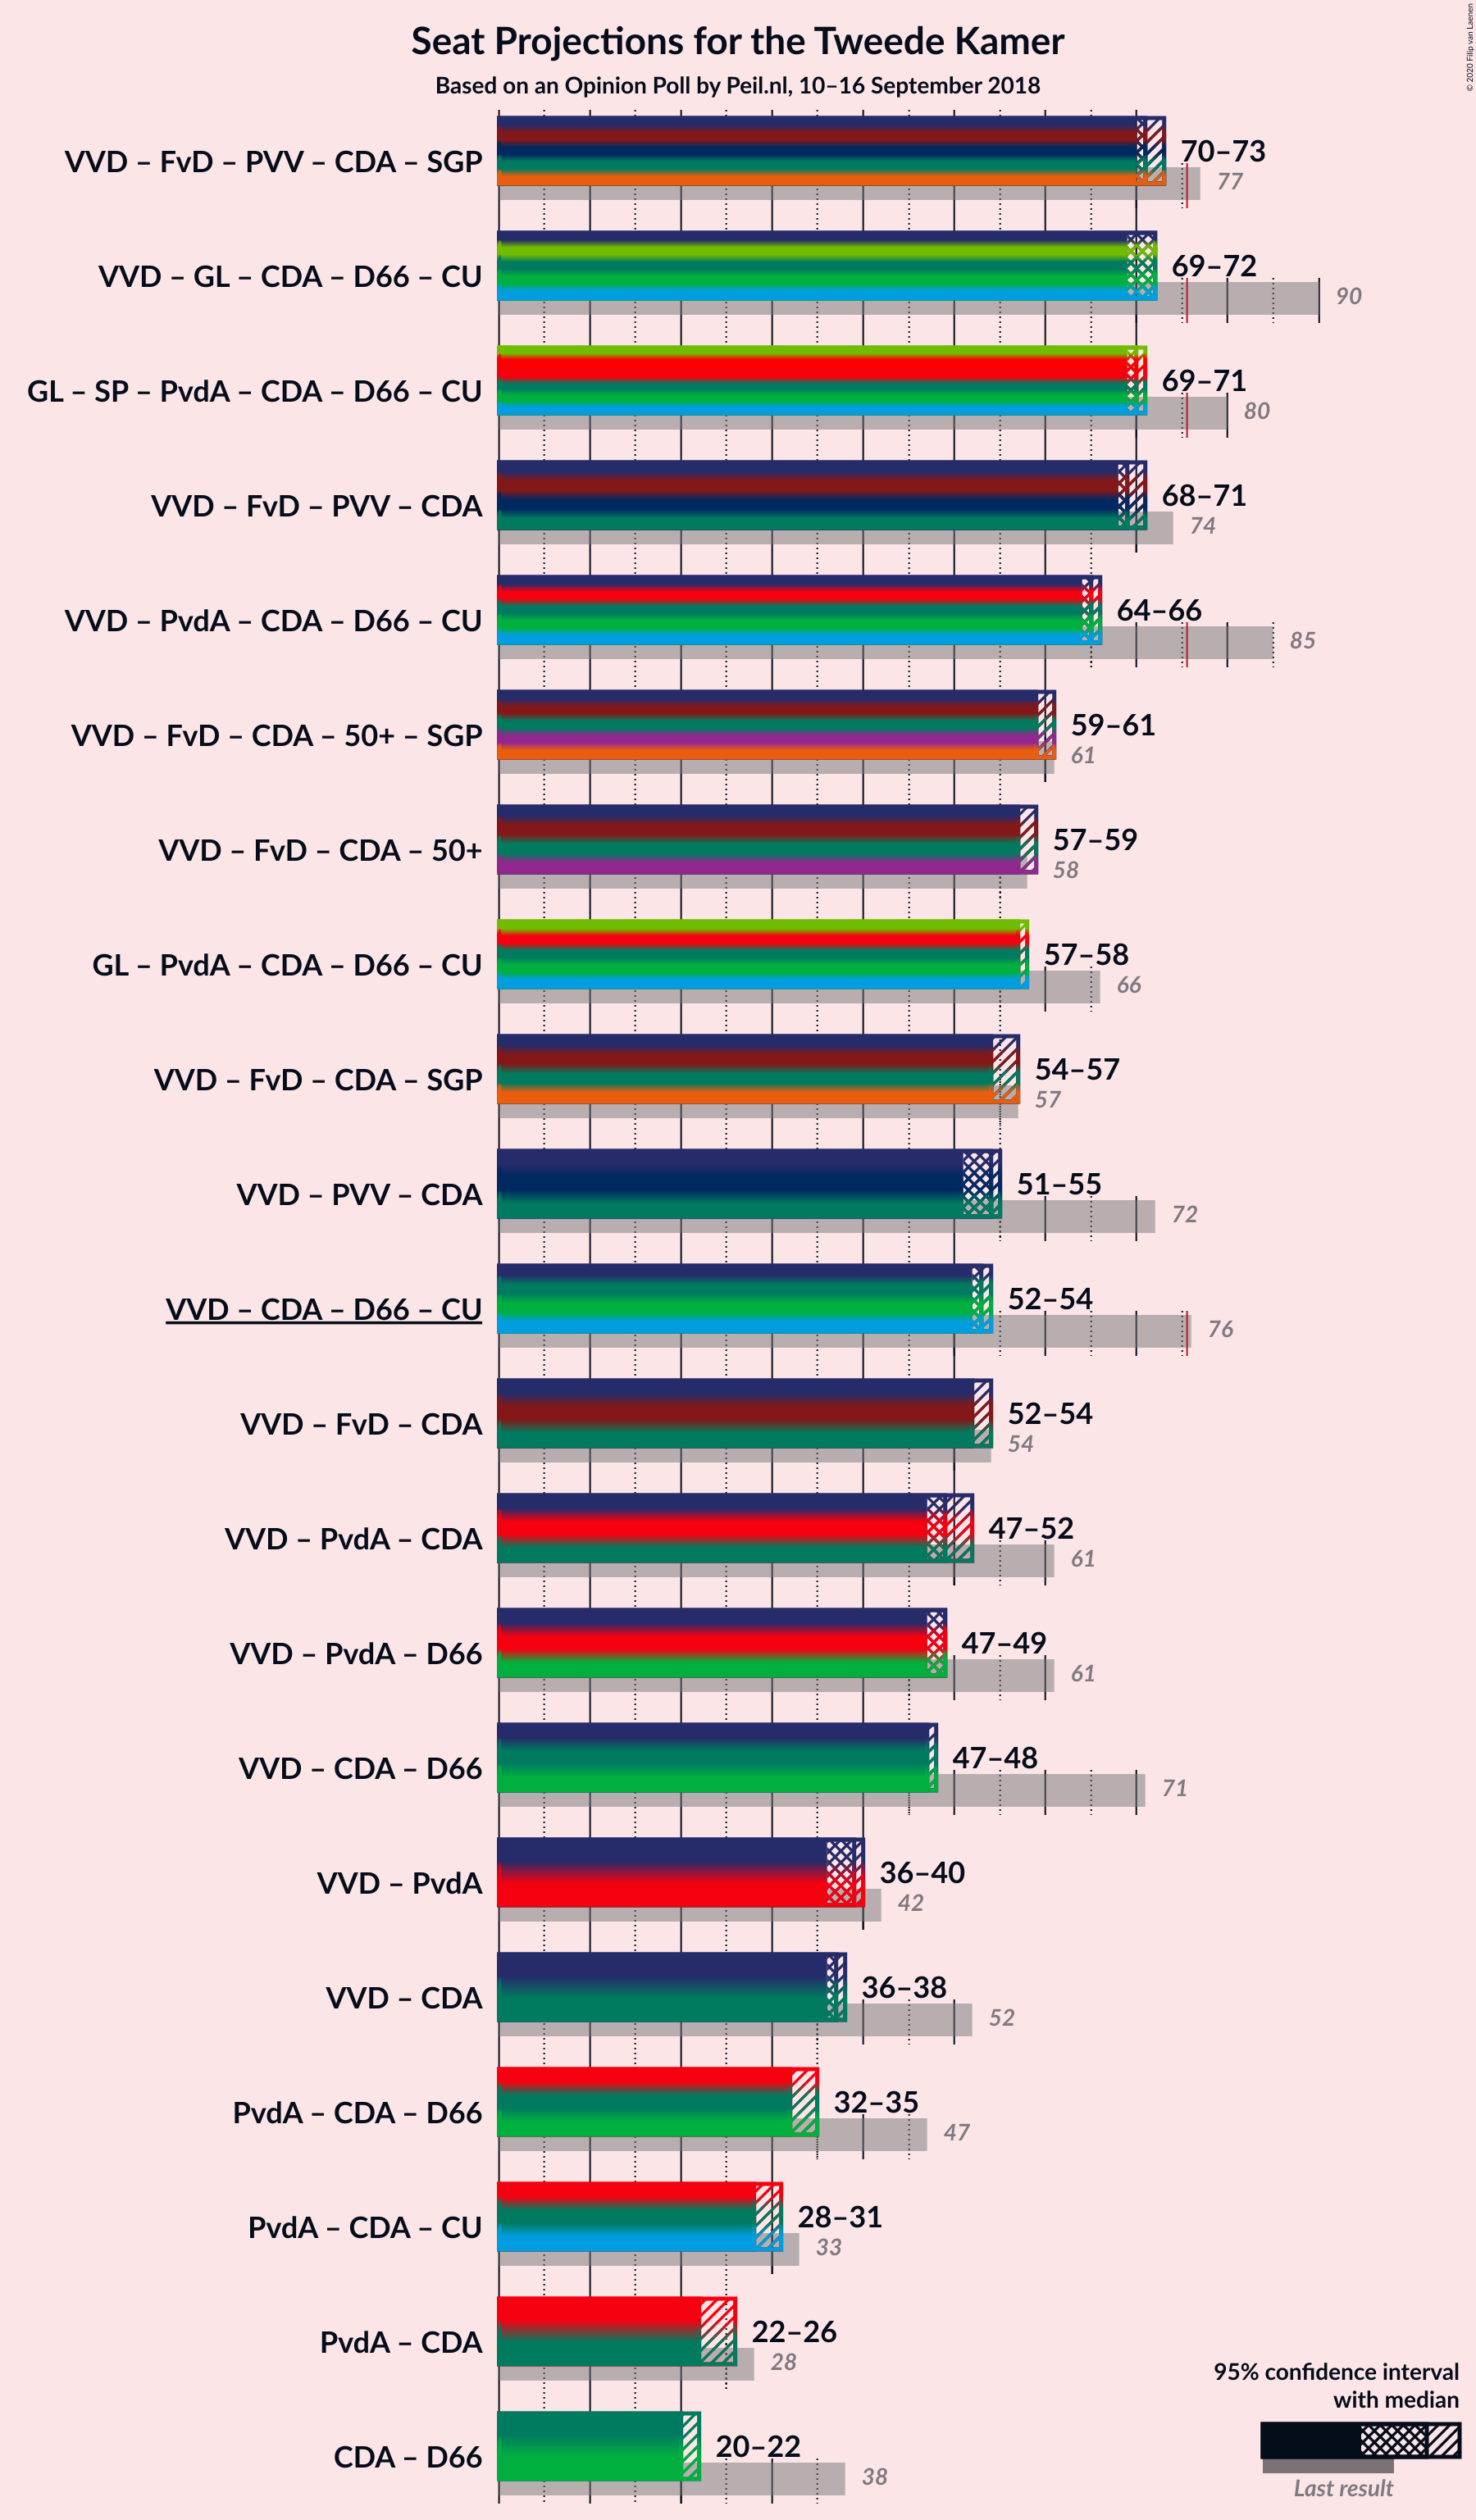 © 2020 Filip van Laenen
Seat Projections for the Tweede Kamer
Based on an Opinion Poll by Peil.nl, 10–16 September 2018
VVD – FvD – PVV – CDA – SGP
70–73
77
VVD – GL – CDA – D66 – CU
69–72
90
GL – SP – PvdA – CDA – D66 – CU
69–71
80
VVD – FvD – PVV – CDA
68–71
74
VVD – PvdA – CDA – D66 – CU
64–66
85
VVD – FvD – CDA – 50+ – SGP
59–61
61
VVD – FvD – CDA – 50+
57–59
58
GL – PvdA – CDA – D66 – CU
57–58
66
VVD – FvD – CDA – SGP
54–57
57
VVD – PVV – CDA
51–55
72
VVD – CDA – D66 – CU
52–54
76
VVD – FvD – CDA
52–54
54
VVD – PvdA – CDA
47–52
61
VVD – PvdA – D66
47–49
61
VVD – CDA – D66
47–48
71
VVD – PvdA
36–40
42
VVD – CDA
36–38
52
PvdA – CDA – D66
32–35
47
PvdA – CDA – CU
28–31
33
PvdA – CDA
22–26
28
CDA – D66
20–22
38
95% confidence interval
with median
Last result